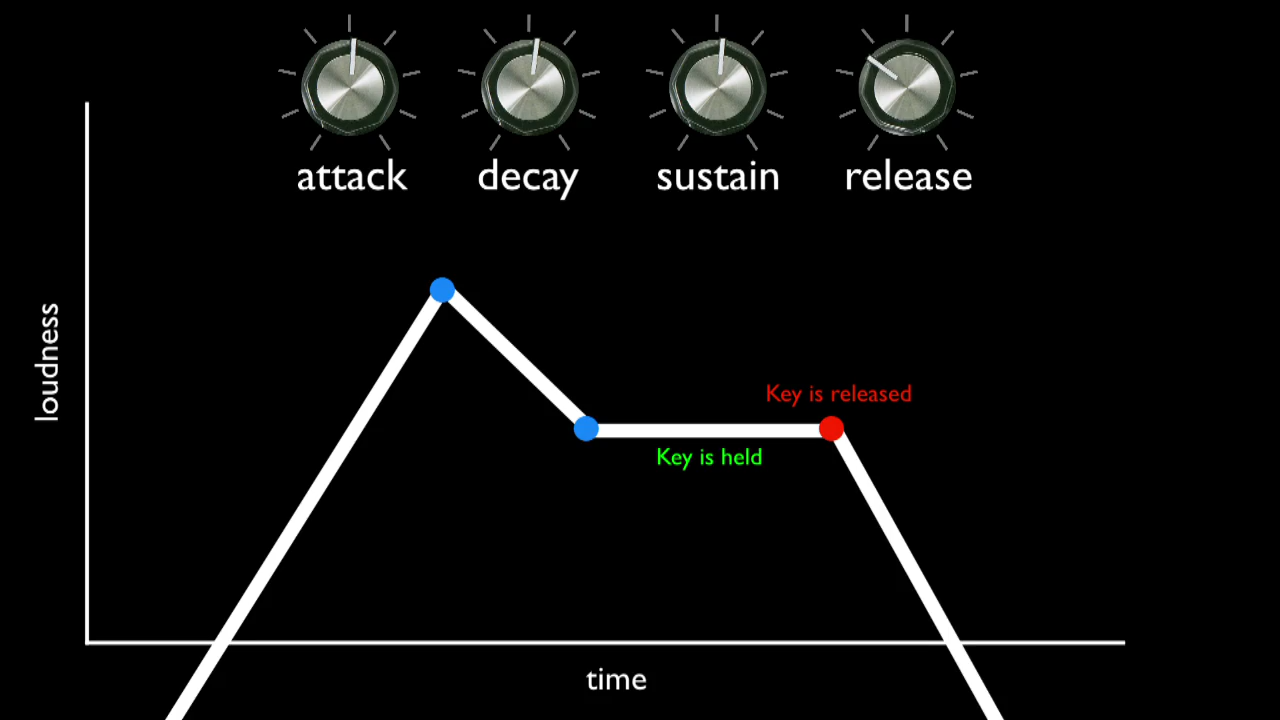 attack
decay
sustain
release
loudness
Key is released
Key is held
time